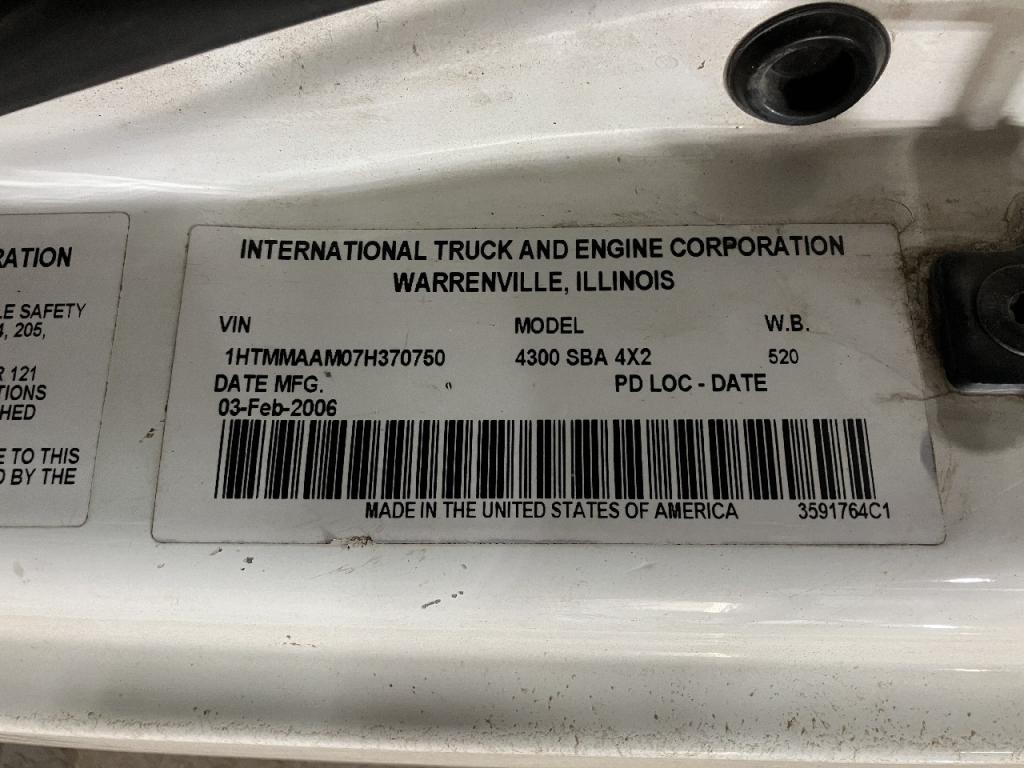 RATION
LE SAFETY
4, 205,
R 121
TIONS
HED
E TO THIS
D BY THE
INTERNATIONAL TRUCK AND ENGINE CORPORATION
WARRENVILLE, ILLINOIS
VIN MODEL W.B.
1HTMMAAM07H370750 4300 SBA 4X2 520
DATE MFG. PD LOC - DATE
03-Feb-2006
MADE IN THE UNITED STATES OF AMERICA 3591764C1